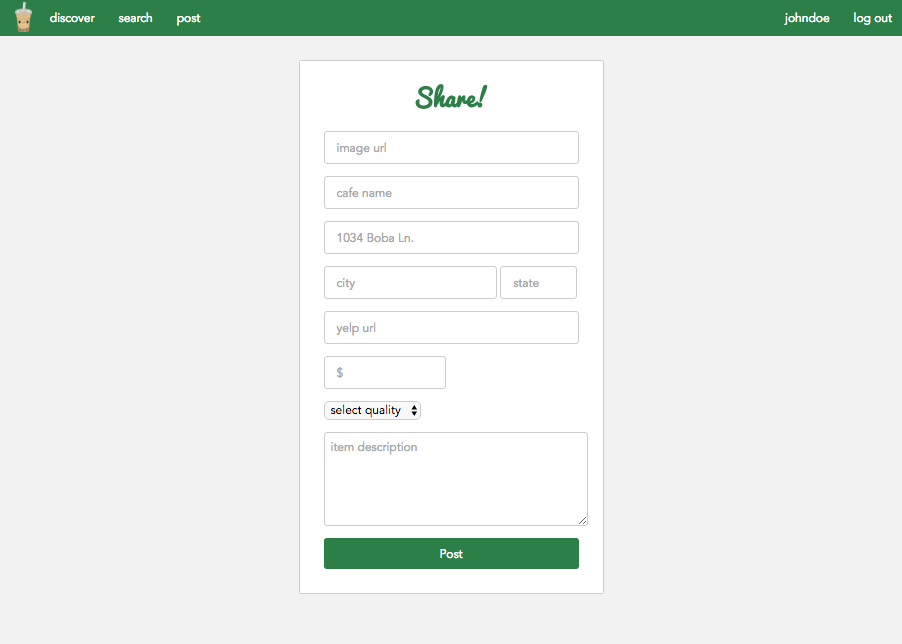 discover search post johndoe log out
Share!
image url
cafe name
1034 Boba Ln.
city state
yelp url
$
select quality
item description
Post